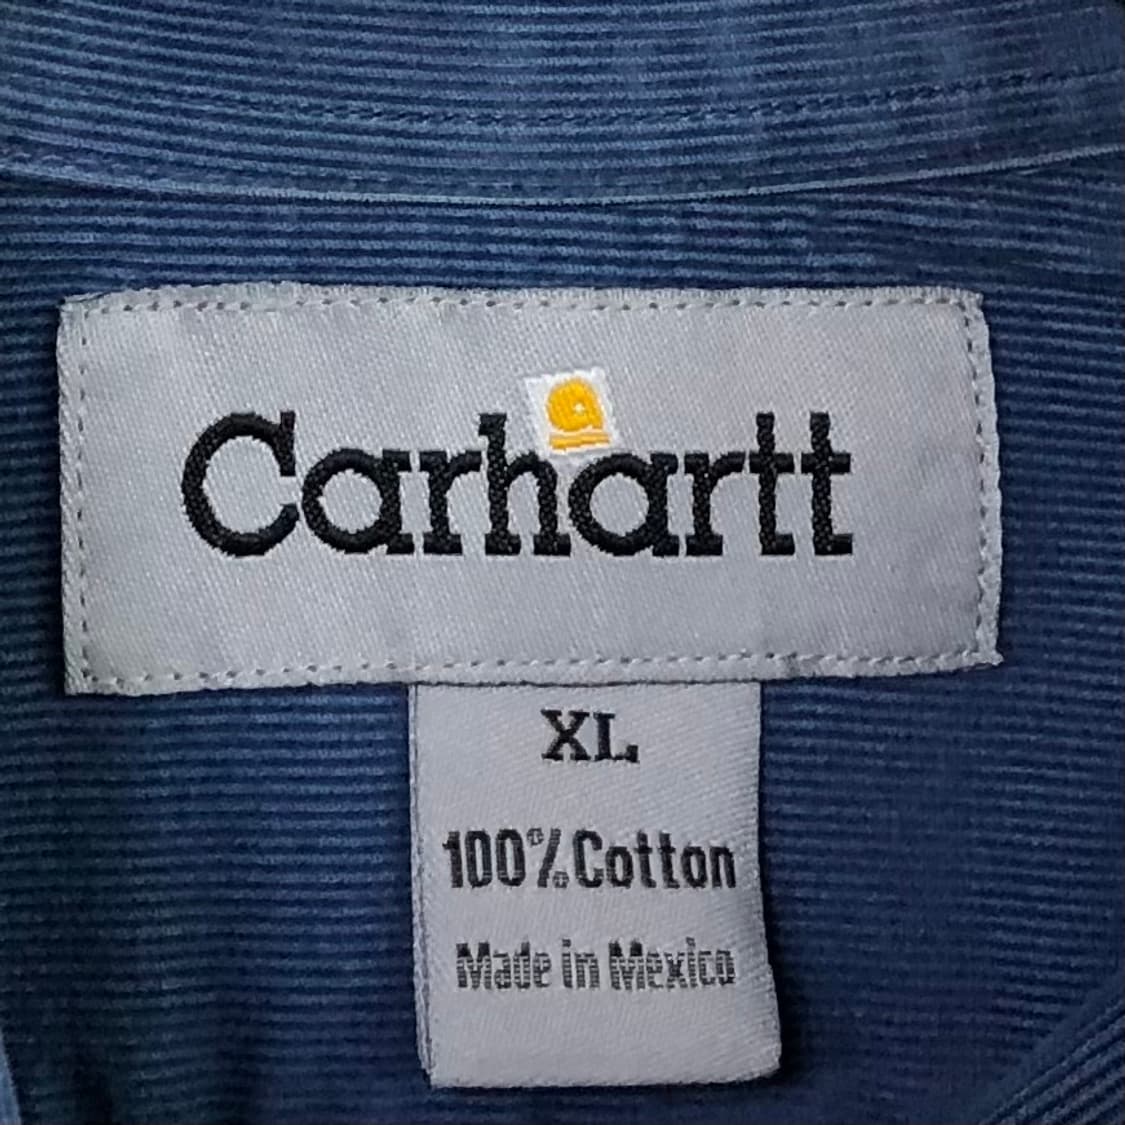 Carhartt
XL
100% Cotton
Made in Mexico